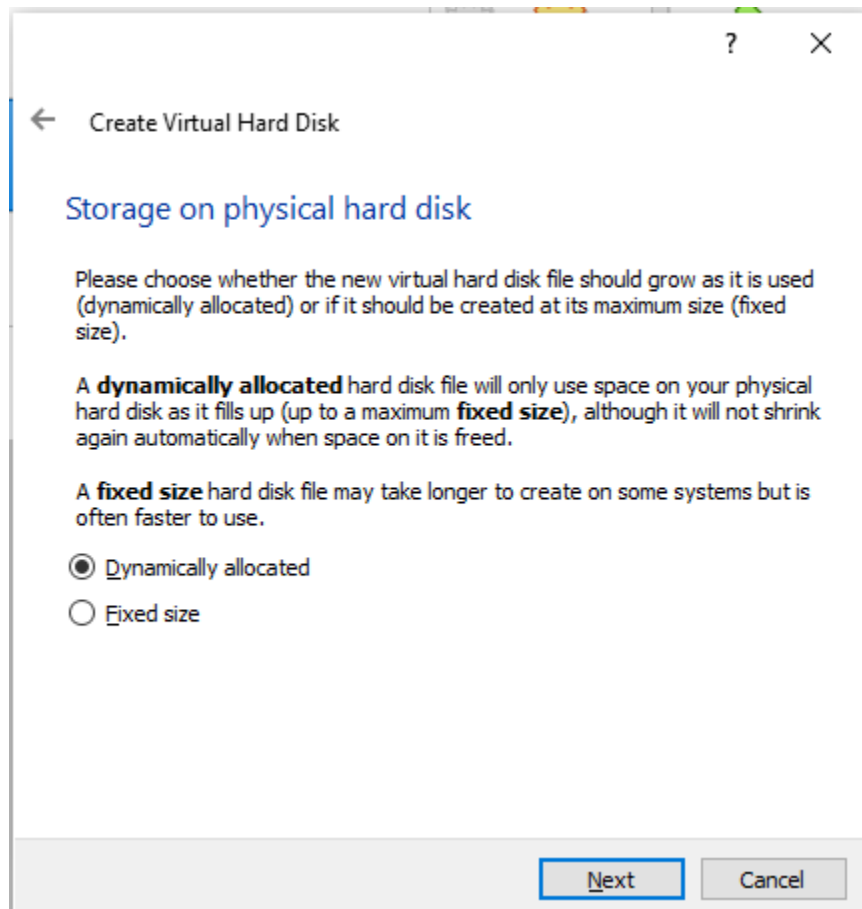 ?
Create Virtual Hard Disk
Storage on physical hard disk
Please choose whether the new virtual hard disk file should grow as it is used
(dynamically allocated) or if it should be created at its maximum size (fixed
size).
A dynamically allocated hard disk file will only use space on your physical
hard disk as it fills up (up to a maximum fixed size), although it will not shrink
again automatically when space on it is freed.
A fixed size hard disk file may take longer to create on some systems but is
often faster to use.
Dynamically allocated
Fixed size
Next Cancel